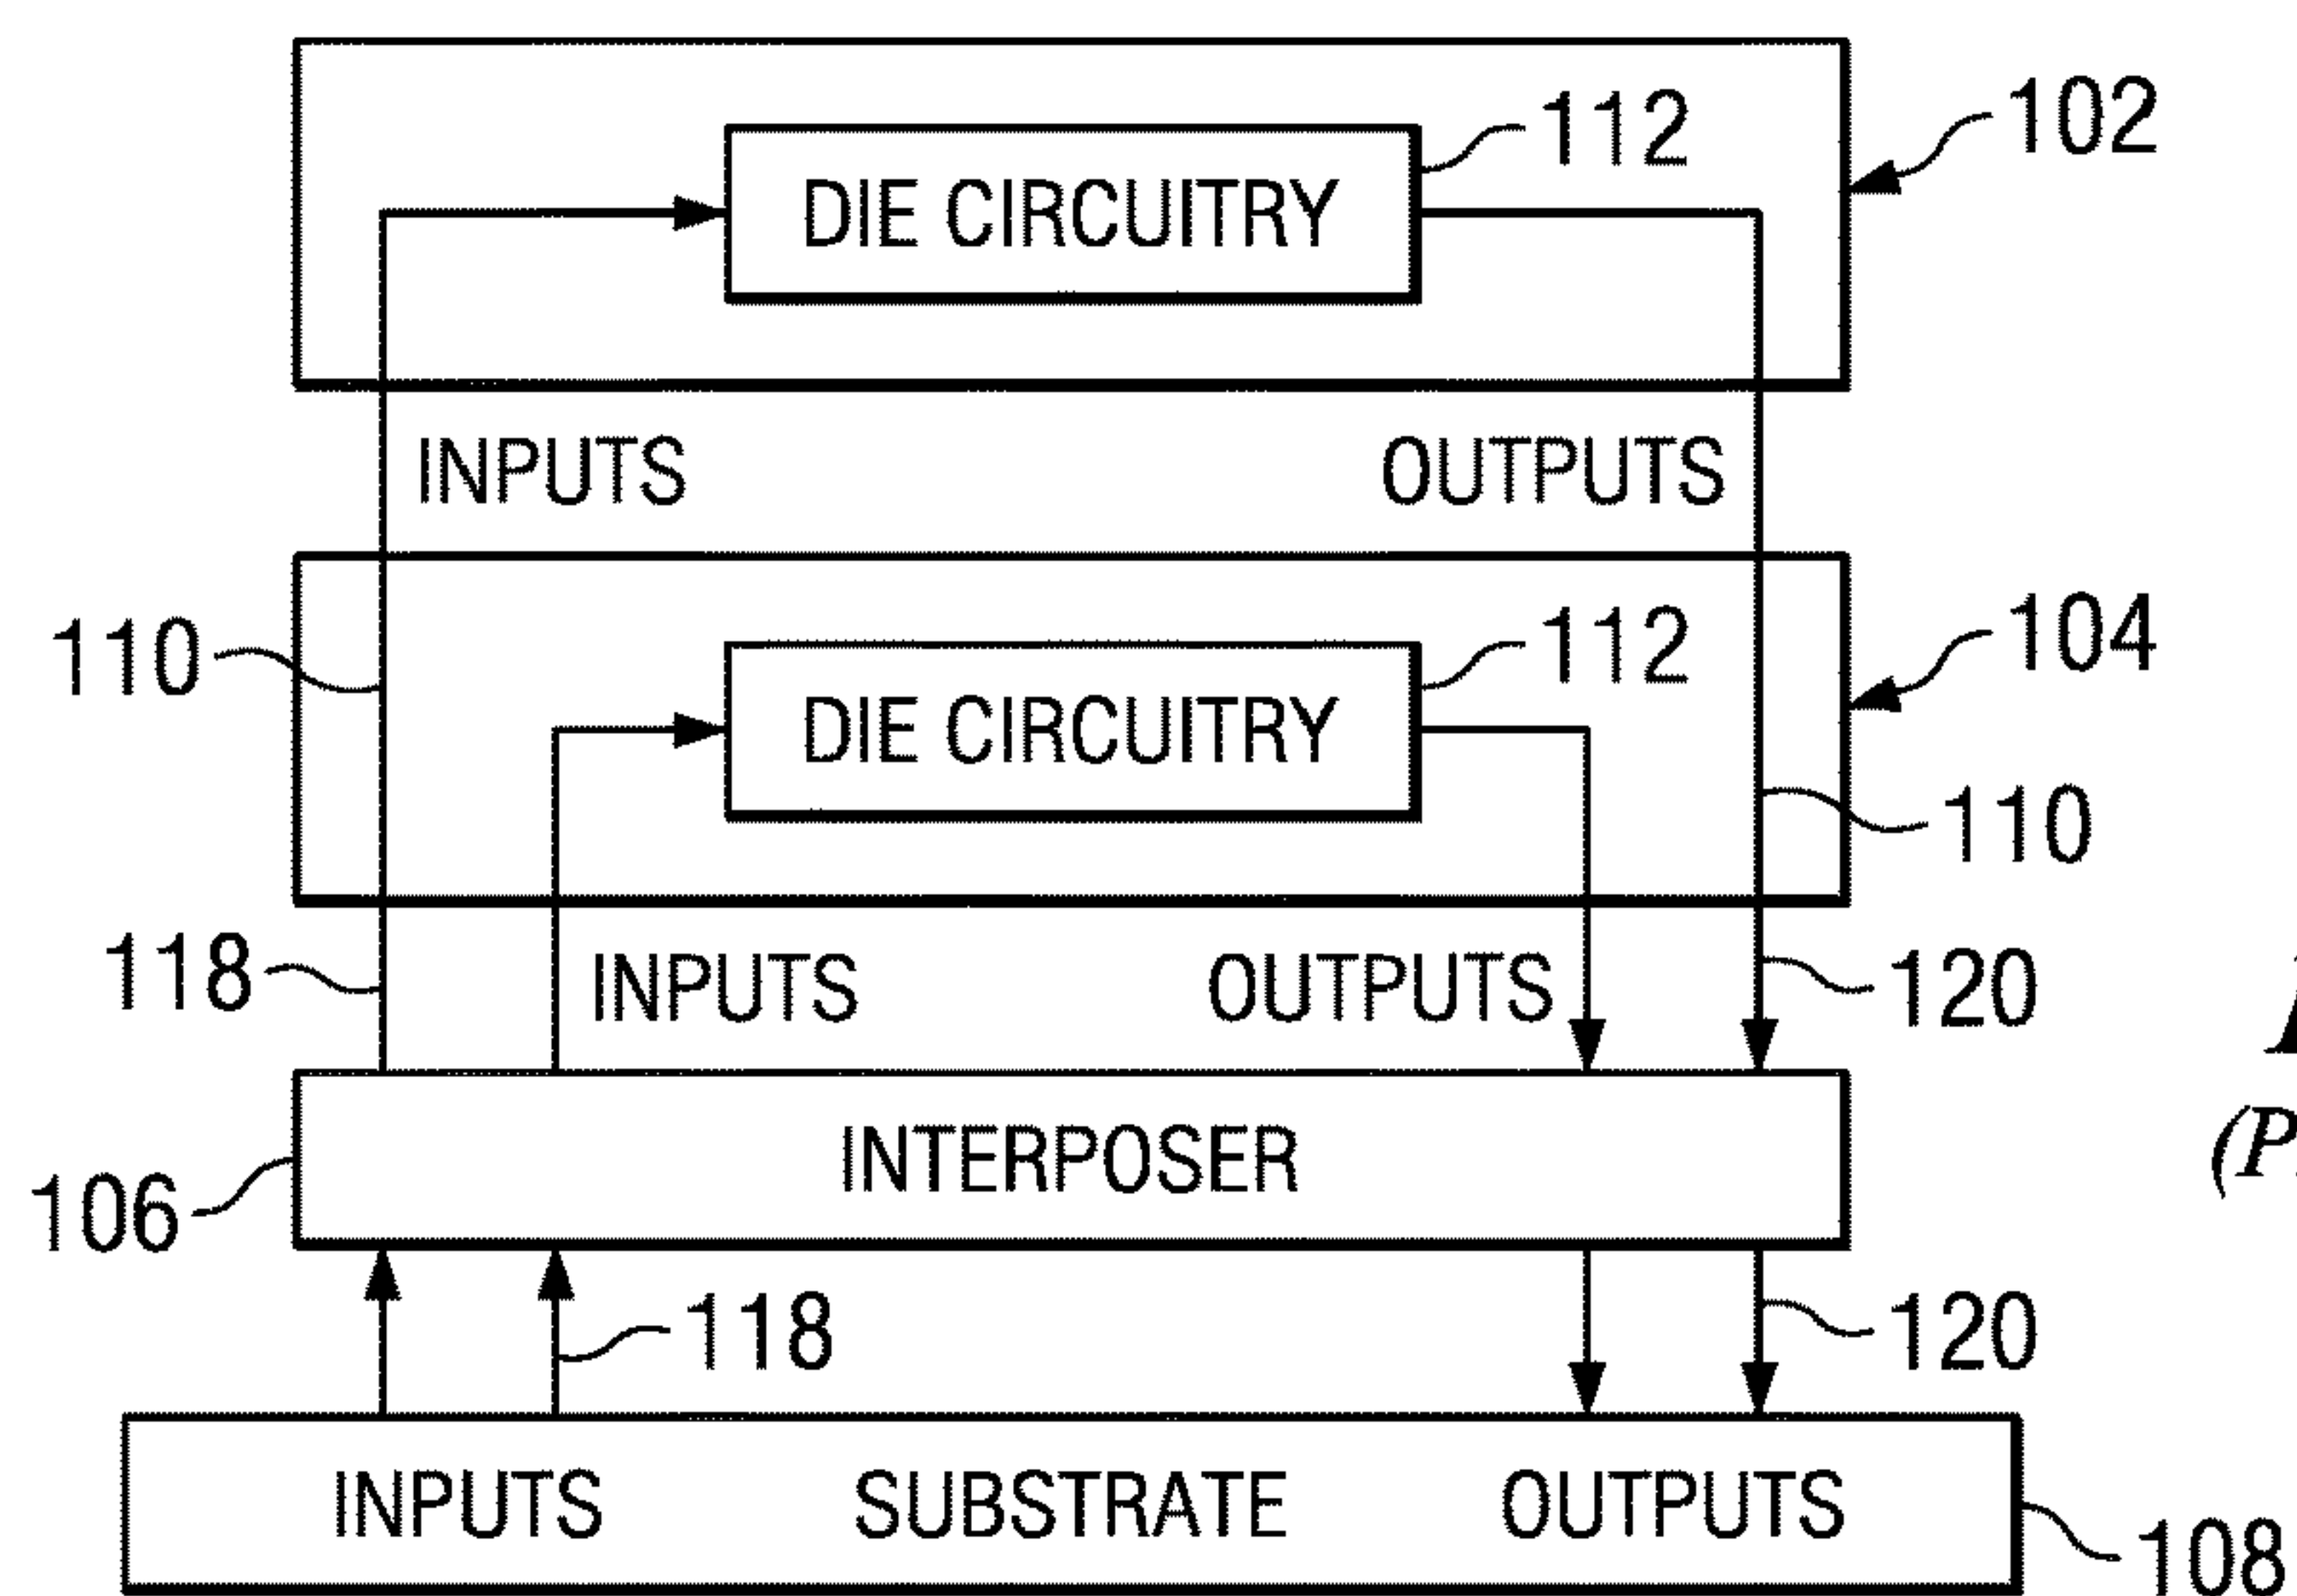 112
102
DIE CIRCUITRY
INPUTS
OUTPUTS
110
112
104
DIE CIRCUITRY
110
118
INPUTS
OUTPUTS
120
INTERPOSER
106
118
120
INPUTS
SUBSTRATE
OUTPUTS
108